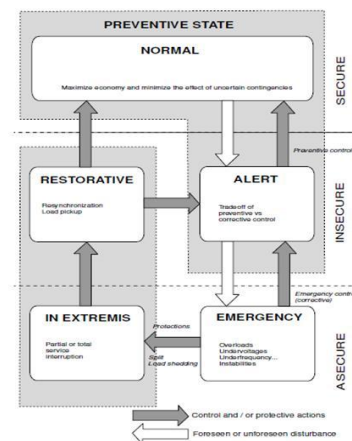 PREVENTIVE STATE
NORMAL
Maximize economy and minimize the effect of uncertain contingencies
SECURE
Preventive control
RESTORATIVE
Resynchronization
Load pickup
ALERT
Tradeoff of
preventive vs
corrective control
INSECURE
Emergency control
(corrective)
IN EXTREMIS
Partial or total
service
interruption
Protections
Split
Load shedding
EMERGENCY
Overloads
Undervoltages
Underfrequency...
Instabilities
ASECURE
Control and / or protective actions
Foreseen or unforeseen disturbance